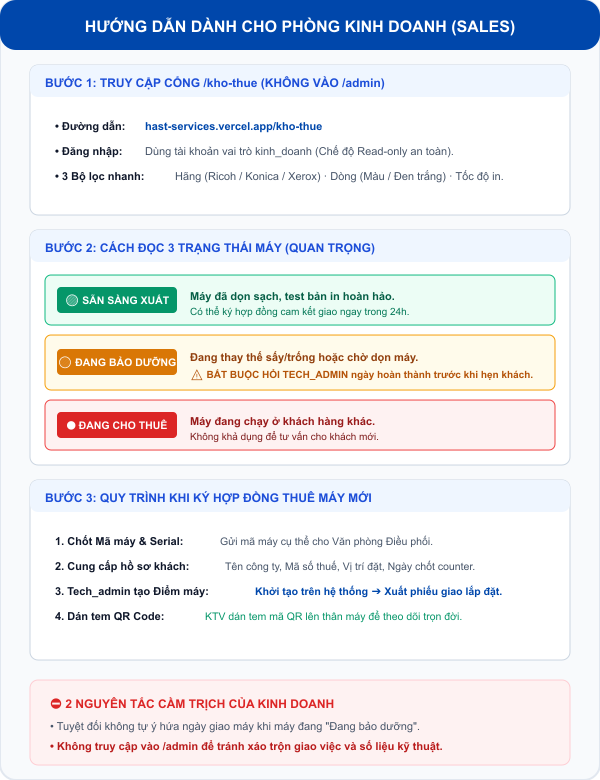 HƯỚNG DẪN DÀNH CHO PHÒNG KINH DOANH (SALES)
BƯỚC 1: TRUY CẬP CỔNG /kho-thue (KHÔNG VÀO /admin)
• Đường dẫn: hast-services.vercel.app/kho-thue
• Đăng nhập: Dùng tài khoản vai trò kinh_doanh (Chế độ Read-only an toàn).
• 3 Bộ lọc nhanh: Hãng (Ricoh / Konica / Xerox) · Dòng (Màu / Đen trắng) · Tốc độ in.
BƯỚC 2: CÁCH ĐỌC 3 TRẠNG THÁI MÁY (QUAN TRỌNG)
SẴN SÀNG XUẤT
Máy đã dọn sạch, test bản in hoàn hảo.
Có thể ký hợp đồng cam kết giao ngay trong 24h.
ĐANG BẢO DƯỠNG
Đang thay thế sấy/trống hoặc chờ dọn máy.
⚠ BẮT BUỘC HỎI TECH_ADMIN ngày hoàn thành trước khi hẹn khách.
ĐANG CHO THUÊ
Máy đang chạy ở khách hàng khác.
Không khả dụng để tư vấn cho khách mới.
BƯỚC 3: QUY TRÌNH KHI KÝ HỢP ĐỒNG THUÊ MÁY MỚI
1. Chốt Mã máy & Serial: Gửi mã máy cụ thể cho Văn phòng Điều phối.
2. Cung cấp hồ sơ khách: Tên công ty, Mã số thuế, Vị trí đặt, Ngày chốt counter.
3. Tech_admin tạo Điểm máy: Khởi tạo trên hệ thống ➔ Xuất phiếu giao lắp đặt.
4. Dán tem QR Code: KTV dán tem mã QR lên thân máy để theo dõi trọn đời.
⛔ 2 NGUYÊN TẮC CẦM TRỊCH CỦA KINH DOANH
• Tuyệt đối không tự ý hứa ngày giao máy khi máy đang "Đang bảo dưỡng".
• Không truy cập vào /admin để tránh xáo trộn giao việc và số liệu kỹ thuật.